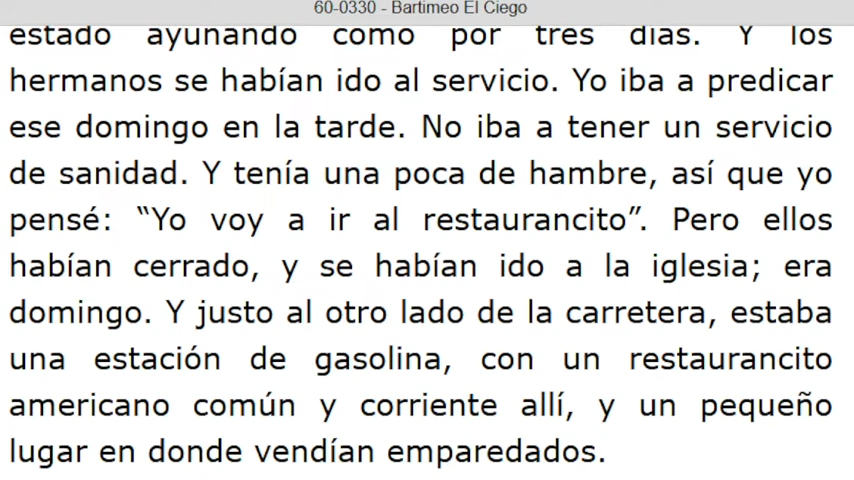 60-0330 - Bartimeo El Ciego
estado ayunando como por tres días. Y los
hermanos se habían ido al servicio. Yo iba a predicar
ese domingo en la tarde. No iba a tener un servicio
de sanidad. Y tenía una poca de hambre, así que yo
pensé: “Yo voy a ir al restaurancito”. Pero ellos
habían cerrado, y se habían ido a la iglesia; era
domingo. Y justo al otro lado de la carretera, estaba
una estación de gasolina, con un restaurancito
americano común y corriente allí, y un pequeño
lugar en donde vendían emparedados.